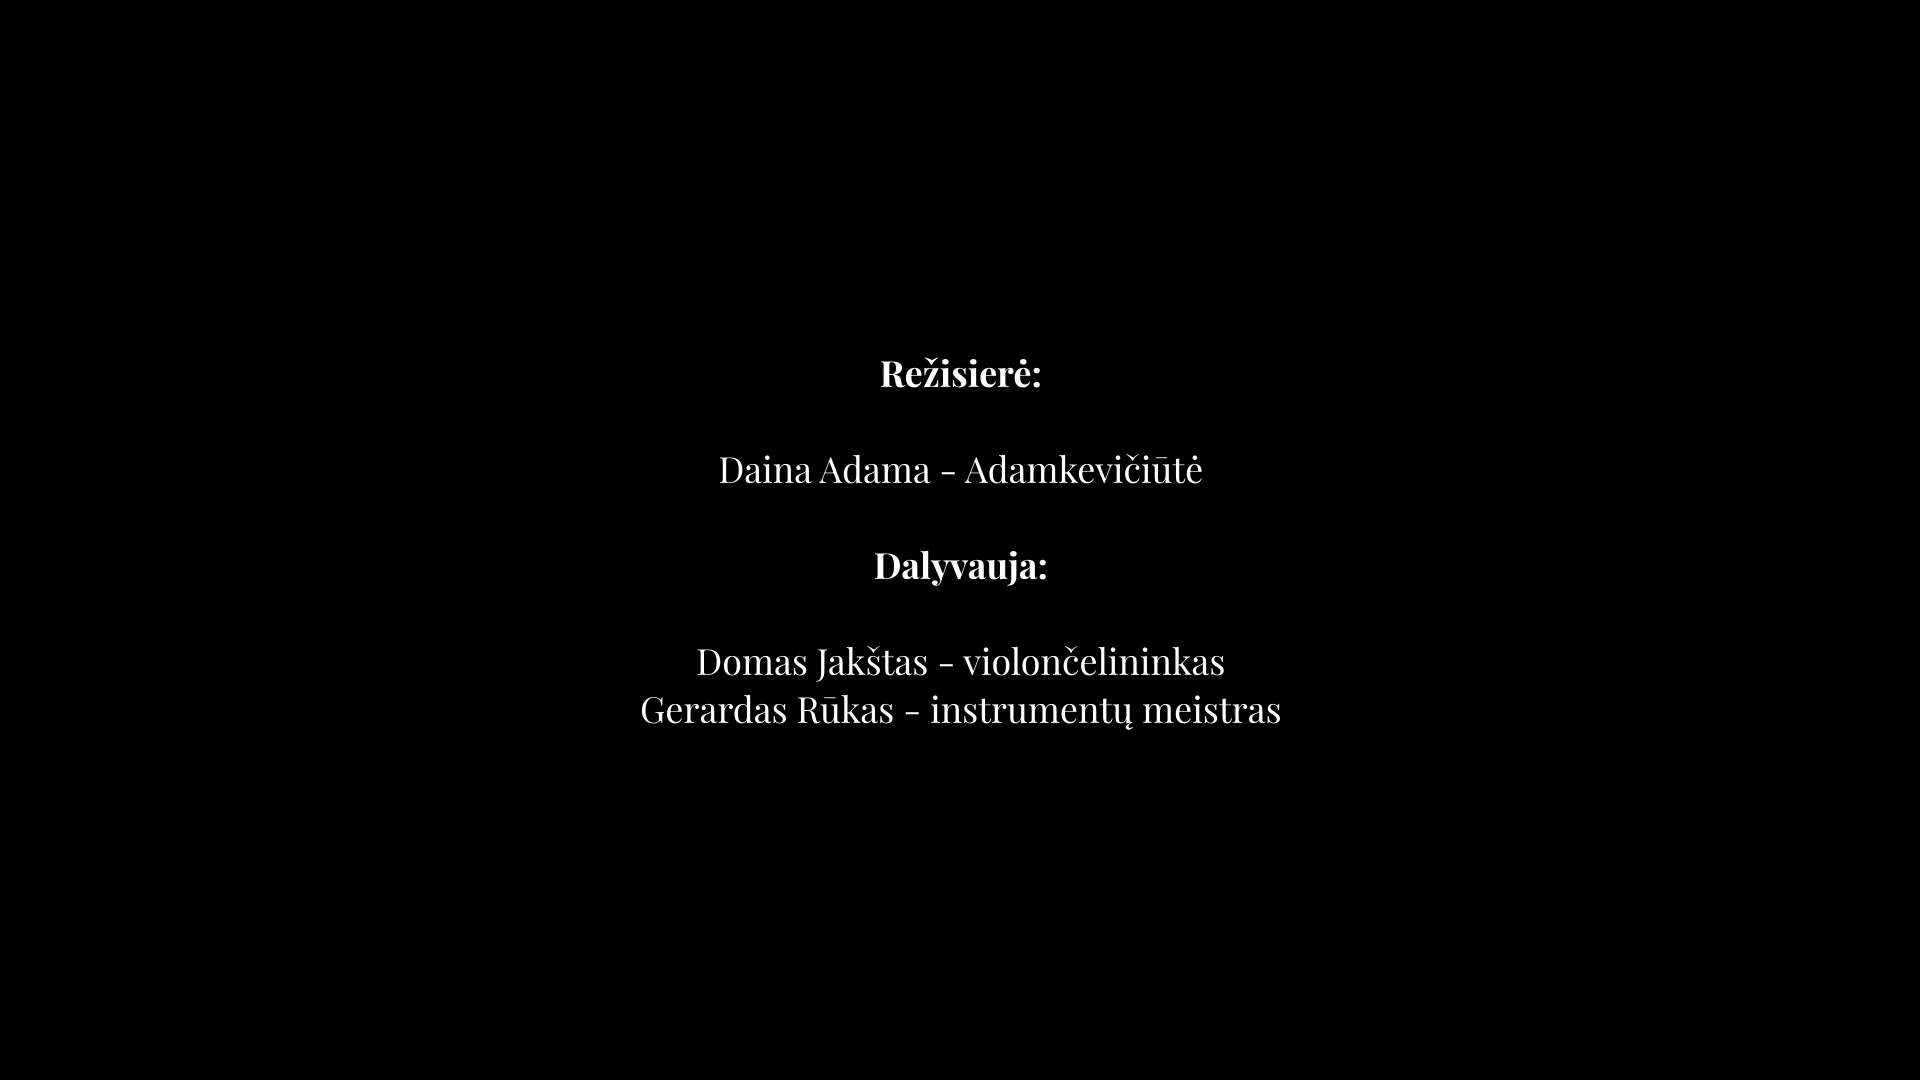 Režisierė:
Daina Adama - Adamkevičiūtė
Dalyvauja:
Domas Jakštas - violončelininkas
Gerardas Rūkas - instrumentų meistras